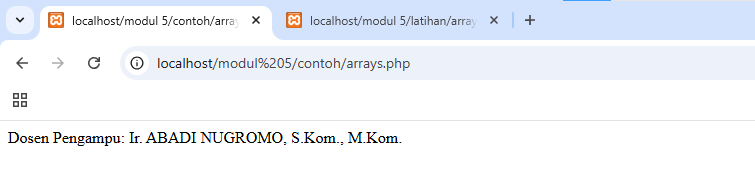 localhost/modul 5/contoh/array
localhost/modul 5/latihan/array
localhost/modul%205/contoh/arrays.php
Dosen Pengampu: Ir. ABADI NUGROMO, S.Kom., M.Kom.